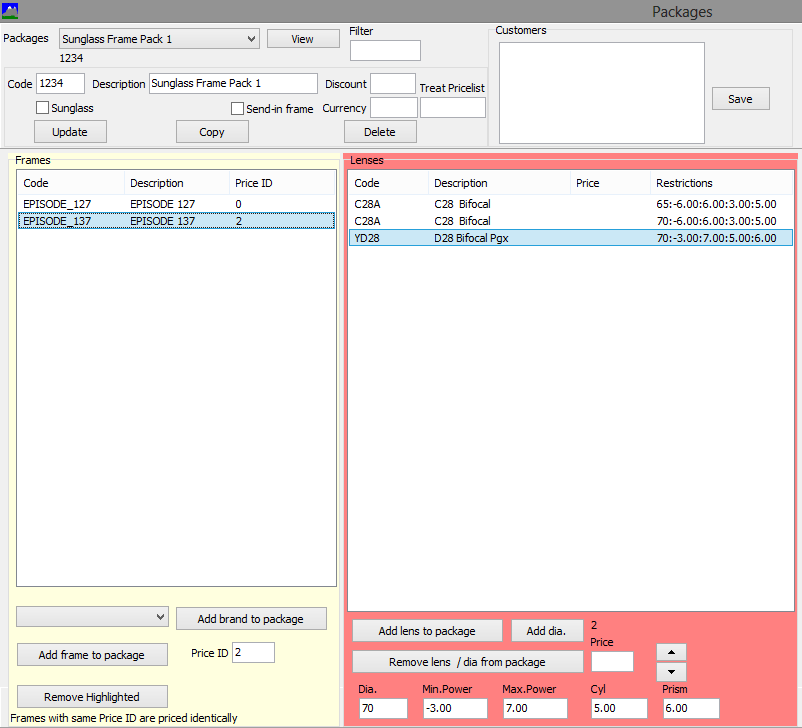 Packages
Packages Sunglass Frame Pack 1 View Filter Customers
1234
Code 1234 Description Sunglass Frame Pack 1 Discount Treat Pricelist
Sunglass Send-in frame Currency Save
Update Copy Delete
Frames
Code Description Price ID
EPISODE_127 EPISODE 127 0
EPISODE_137 EPISODE 137 2
Add brand to package
Add frame to package Price ID 2
Remove Highlighted
Frames with same Price ID are priced identically
Lenses
Code Description Price Restrictions
C28A C28 Bifocal 65:-6.00:6.00:3.00:5.00
C28A C28 Bifocal 70:-6.00:6.00:3.00:5.00
YD28 D28 Bifocal Pgx 70:-3.00:7.00:5.00:6.00
Add lens to package Add dia. 2
Price
Remove lens / dia from package
Dia. Min.Power Max.Power Cyl Prism
70 -3.00 7.00 5.00 6.00